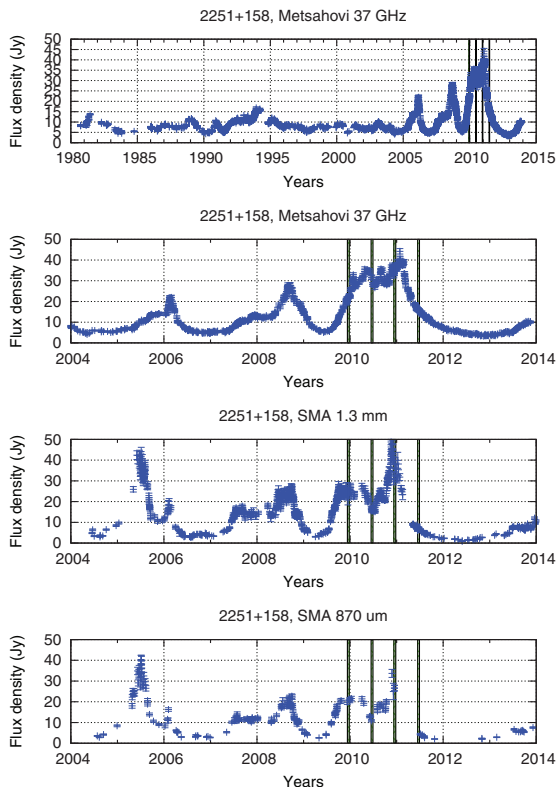 2251+158, Metsahovi 37 GHz
Flux density (Jy)
50
45
40
35
30
25
20
15
10
5
0
1980 1985 1990 1995 2000 2005 2010 2015
Years
2251+158, Metsahovi 37 GHz
Flux density (Jy)
50
40
30
20
10
0
2004 2006 2008 2010 2012 2014
Years
2251+158, SMA 1.3 mm
Flux density (Jy)
50
40
30
20
10
0
2004 2006 2008 2010 2012 2014
Years
2251+158, SMA 870 um
Flux density (Jy)
50
40
30
20
10
0
2004 2006 2008 2010 2012 2014
Years